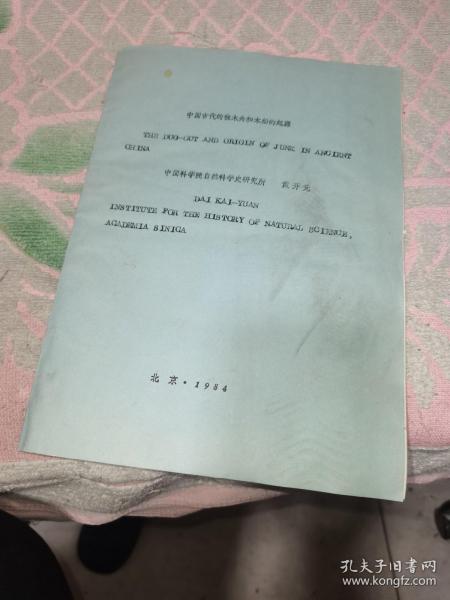 中国古代的独木舟和木船的起源
THE DUG-OUT AND ORIGIN OF JUNK IN ANCIENT
CHINA
中国科学院自然科学史研究所 戴开元
DAI KAI-YUAN
INSTITUTE FOR THE HISTORY OF NATURAL SCIENCE,
ACADEMIA SINICA
北京·1984
孔夫子旧书网
www.kongfz.com